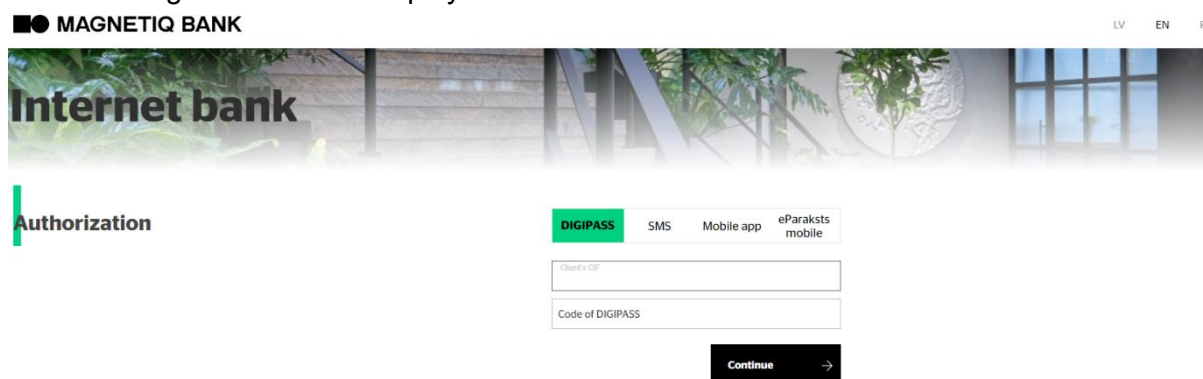 MAGNETIQ BANK
LV EN
Internet bank
Authorization
DIGIPASS SMS Mobile app eParaksts mobile
Client's CIF
Code of DIGIPASS
Continue